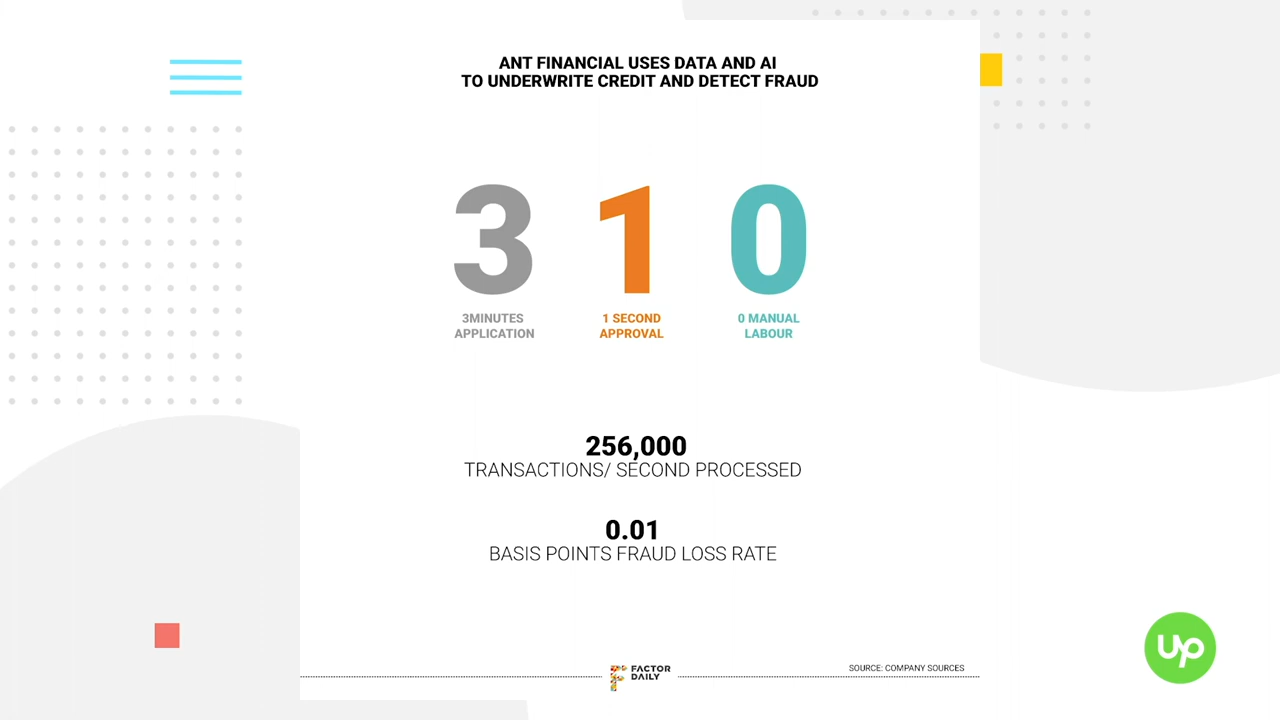 ANT FINANCIAL USES DATA AND AI
TO UNDERWRITE CREDIT AND DETECT FRAUD
3 1 0
3MINUTES
APPLICATION
1 SECOND
APPROVAL
0 MANUAL
LABOUR
256,000
TRANSACTIONS/ SECOND PROCESSED
0.01
BASIS POINTS FRAUD LOSS RATE
FACTOR
DAILY
SOURCE: COMPANY SOURCES
up